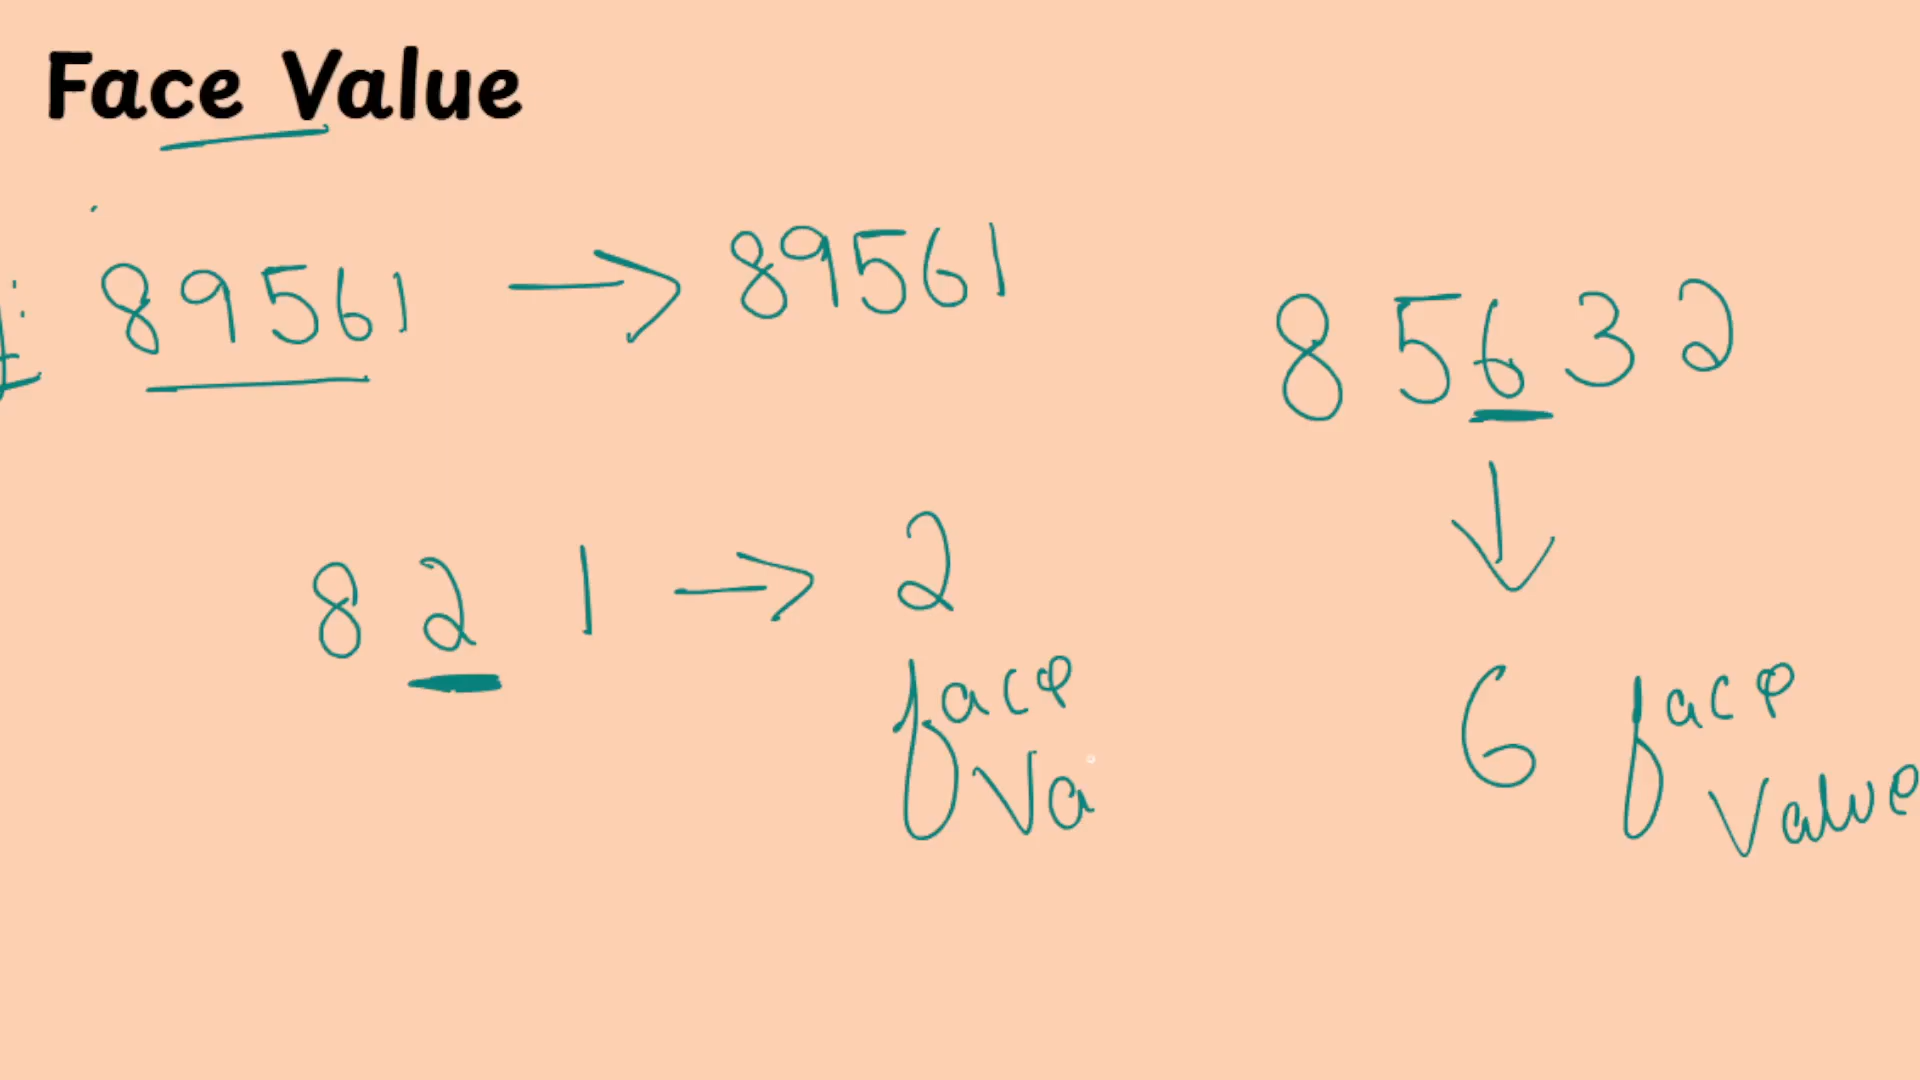 Face Value
89561 → 89561
85632
821 → 2
face
Va
6 face
Value